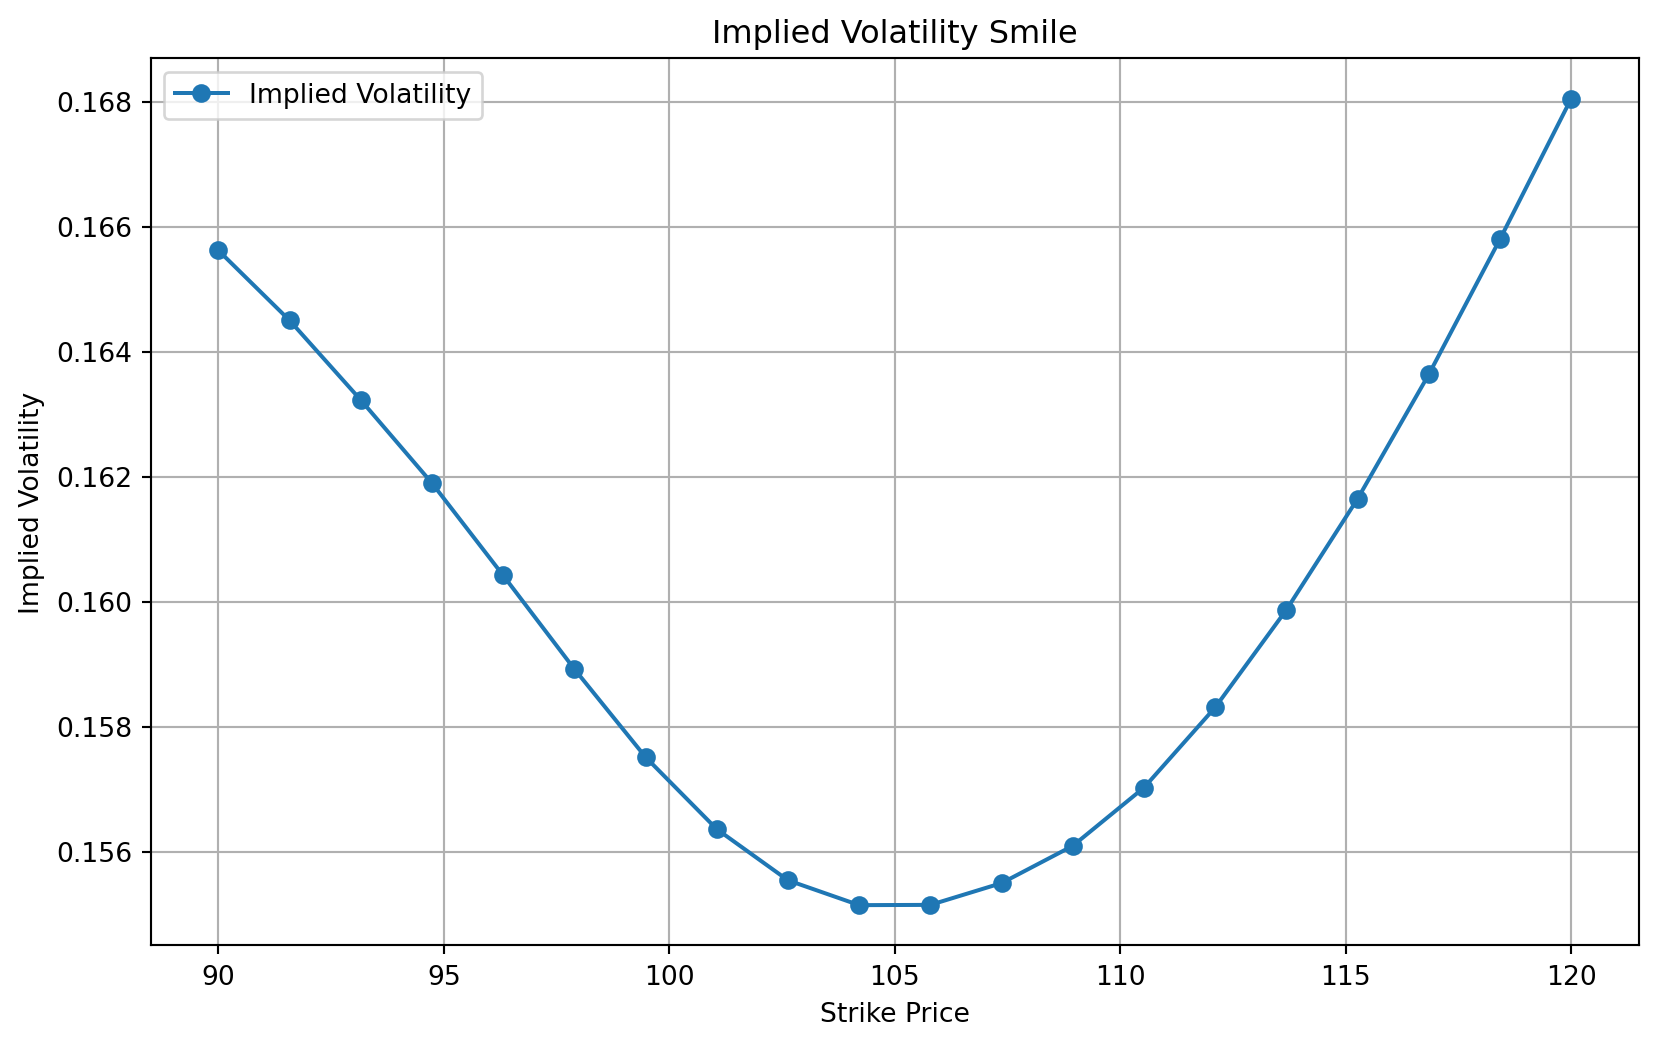 Implied Volatility Smile
Implied Volatility
0.168
0.166
0.164
0.162
0.160
0.158
0.156
Implied Volatility
90 95 100 105 110 115 120
Strike Price